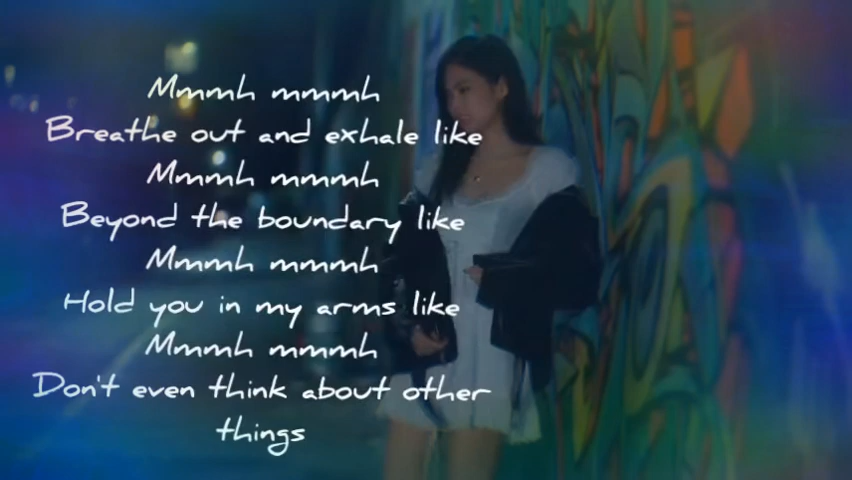 Mmmh mmmh
Breathe out and exhale like
Mmmh mmmh
Beyond the boundary like
Mmmh mmmh
Hold you in my arms like
Mmmh mmmh
Don't even think about other
things